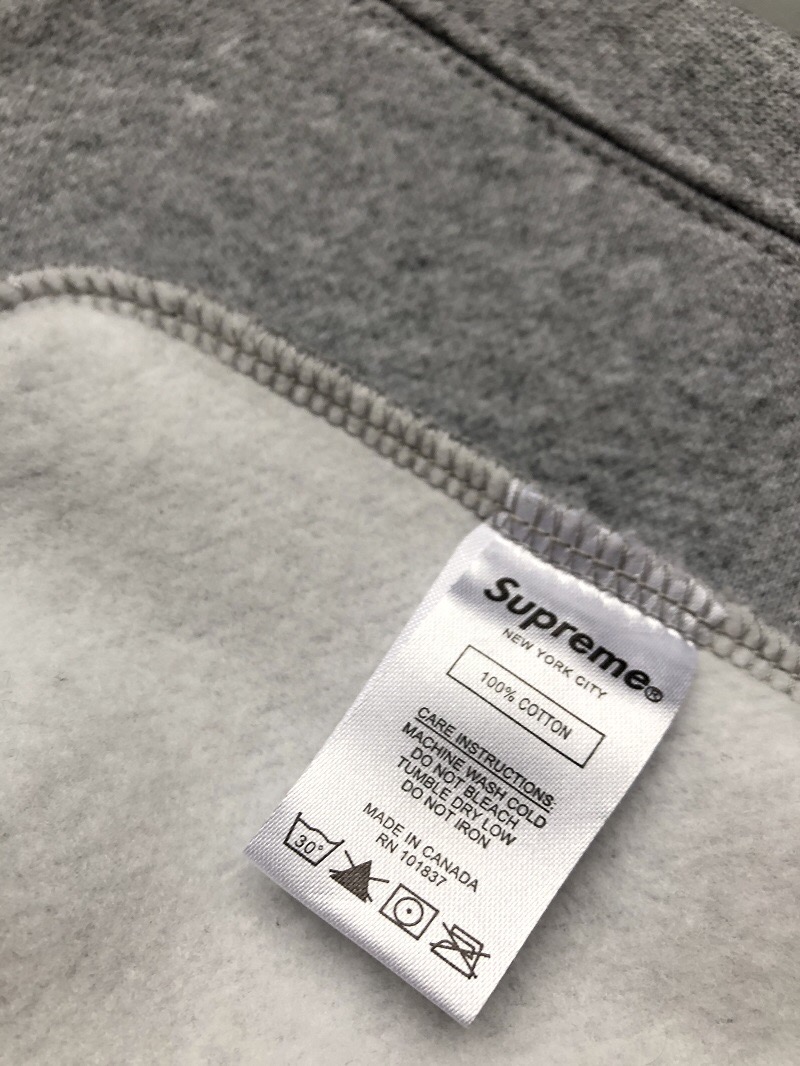 Supreme®
NEW YORK CITY
100% COTTON
CARE INSTRUCTIONS:
MACHINE WASH COLD
DO NOT BLEACH
TUMBLE DRY LOW
DO NOT IRON
MADE IN CANADA
RN 101837
30°